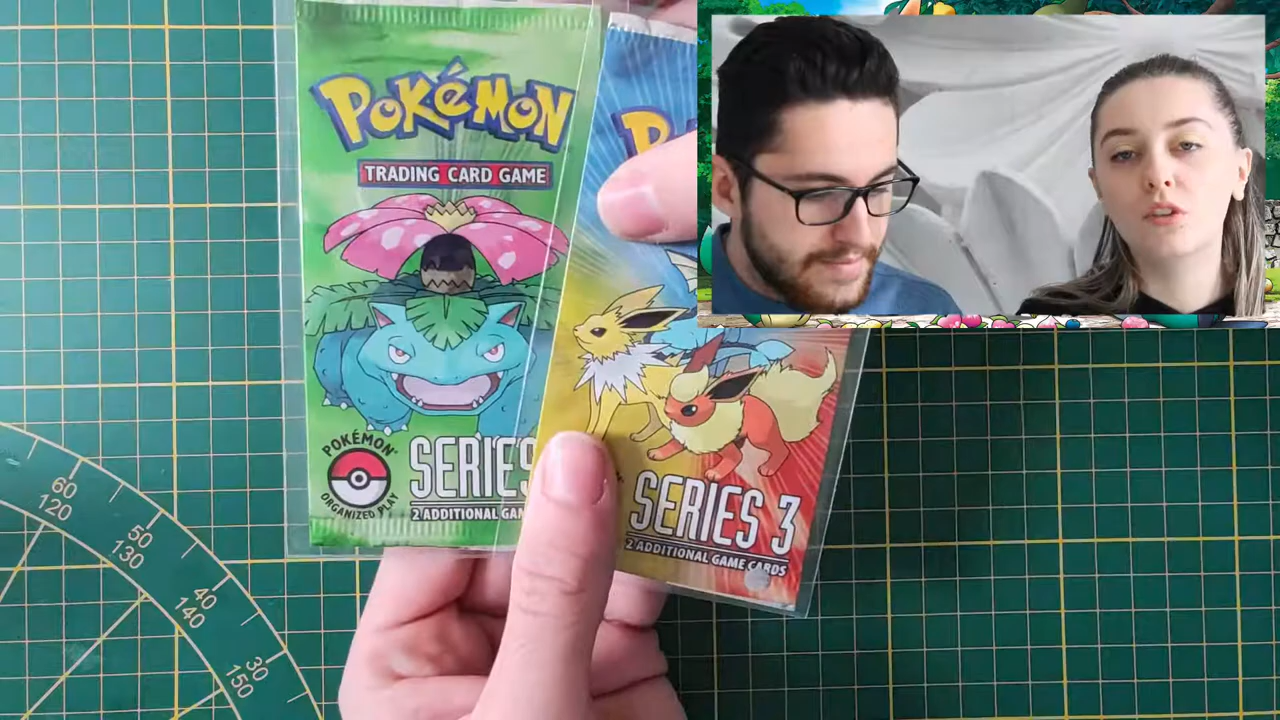 POKÉMON
TRADING CARD GAME
POKÉMON
ORGANIZED PLAY
SERIES
2 ADDITIONAL
SERIES 3
2 ADDITIONAL GAME CARDS
60
120
50
130
40
140
30
150